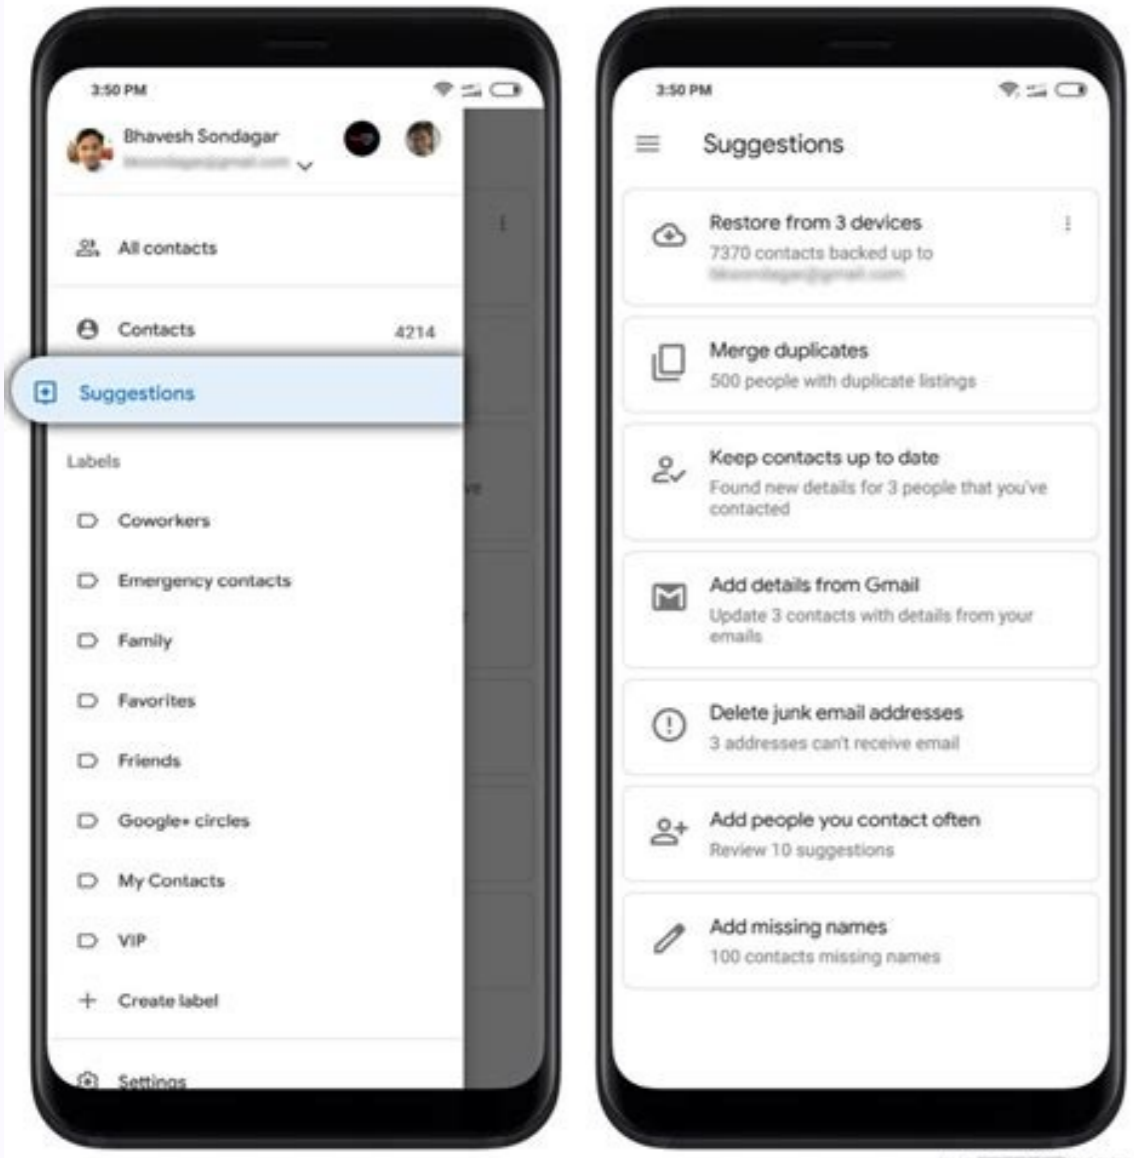 3:50 PM
Bhavesh Sondagar
All contacts
Contacts
4214
Suggestions
Labels
Coworkers
Emergency contacts
Family
Favorites
Friends
Google+ circles
My Contacts
VIP
Create label
Settings
3:50 PM
Suggestions
Restore from 3 devices
7370 contacts backed up to
Merge duplicates
500 people with duplicate listings
Keep contacts up to date
Found new details for 3 people that you've
contacted
Add details from Gmail
Update 3 contacts with details from your
emails
Delete junk email addresses
3 addresses can't receive email
Add people you contact often
Review 10 suggestions
Add missing names
100 contacts missing names